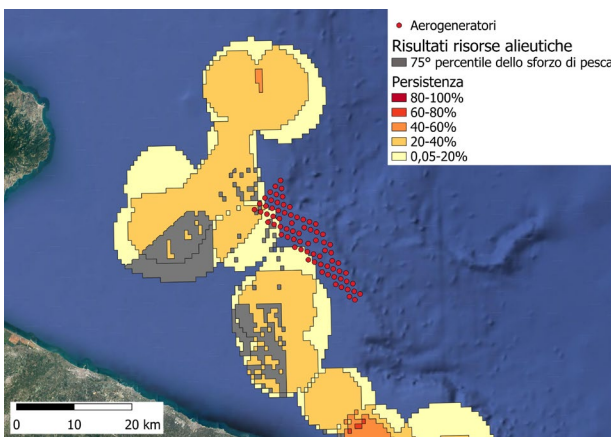 Aerogeneratori
Risultati risorse alieutiche
75° percentile dello sforzo di pesca
Persistenza
80-100%
60-80%
40-60%
20-40%
0,05-20%
0 10 20 km